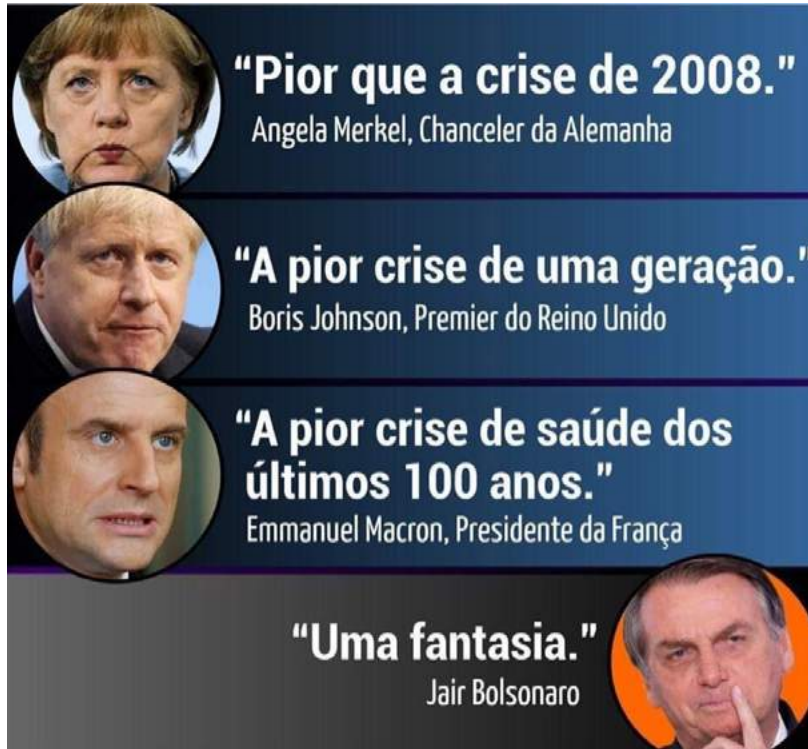 “Pior que a crise de 2008.”
Angela Merkel, Chanceler da Alemanha
“A pior crise de uma geração.”
Boris Johnson, Premier do Reino Unido
“A pior crise de saúde dos
últimos 100 anos.”
Emmanuel Macron, Presidente da França
“Uma fantasia.”
Jair Bolsonaro